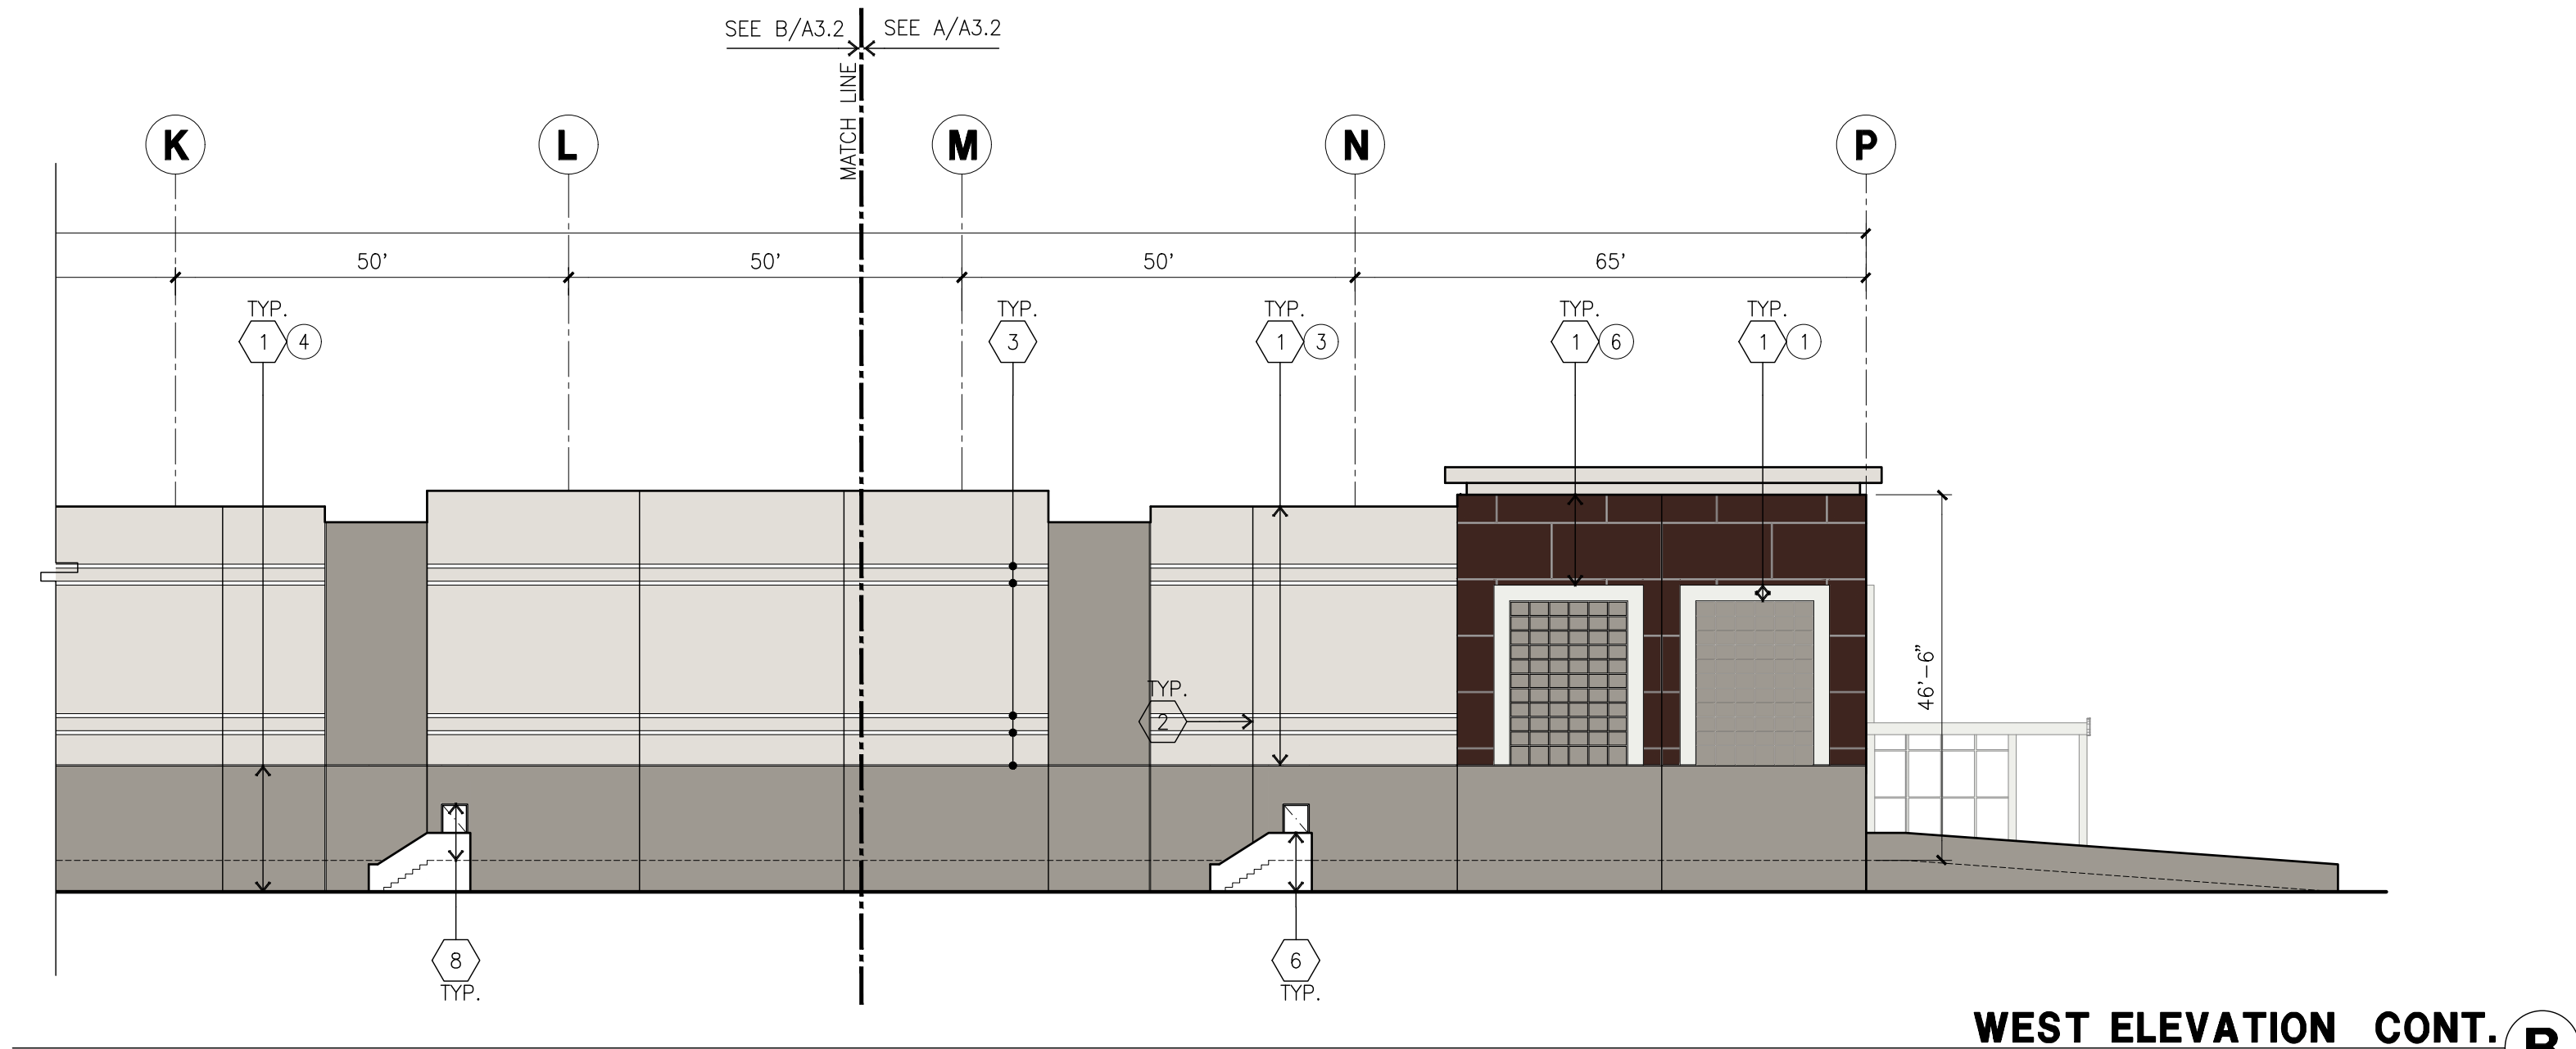 SEE B/A3.2 SEE A/A3.2
MATCH LINE
K L M N P
50' 50' 50' 65'
TYP. TYP. TYP. TYP. TYP.
1 4 3 1 3 1 6 1 1
TYP.
2
46'-6"
8 6
TYP. TYP.
WEST ELEVATION CONT.